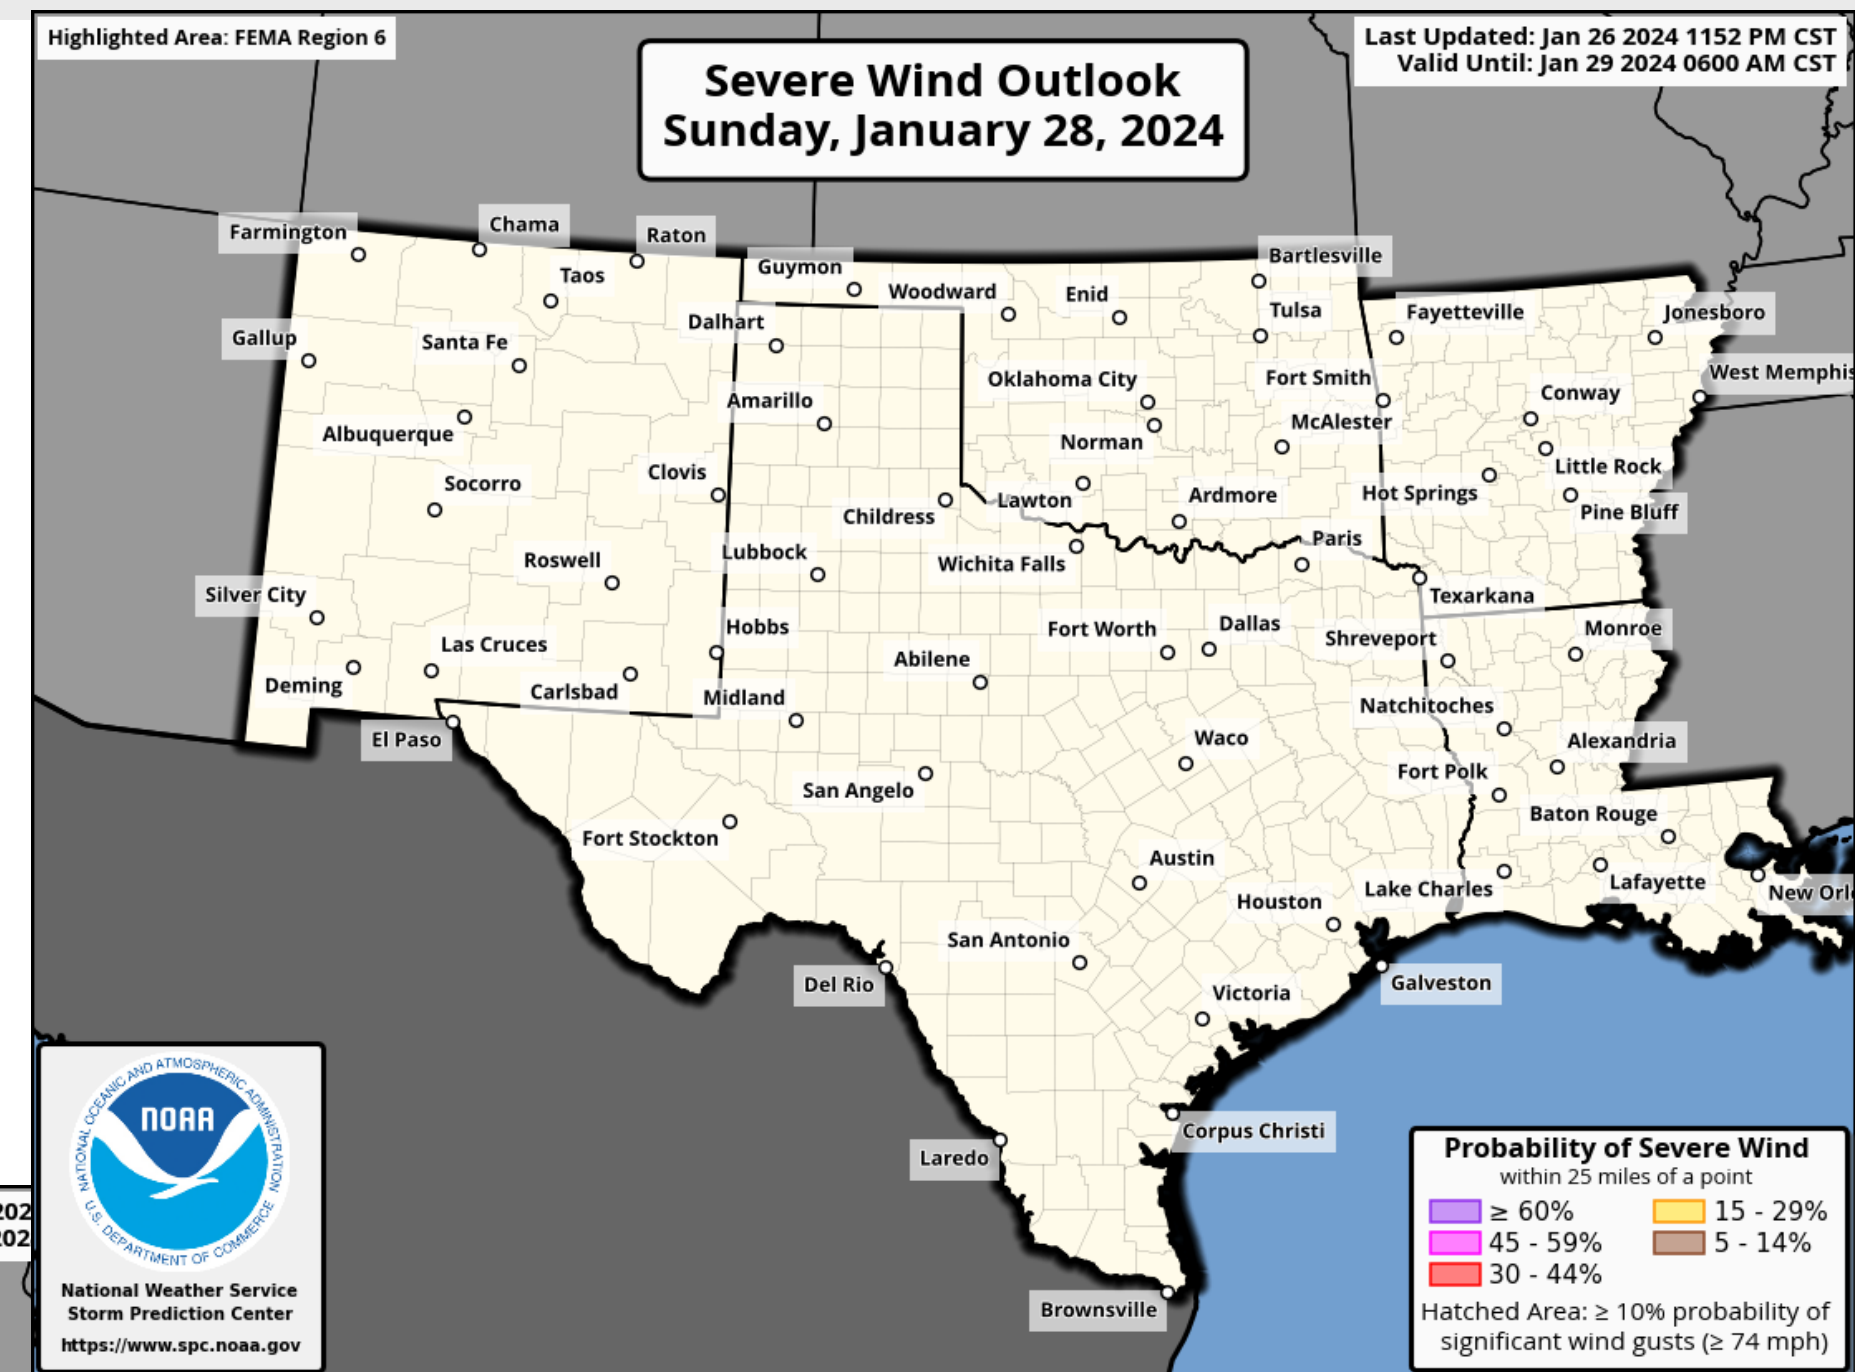 Highlighted Area: FEMA Region 6
Severe Wind Outlook
Sunday, January 28, 2024
Last Updated: Jan 26 2024 1152 PM CST
Valid Until: Jan 29 2024 0600 AM CST
Farmington
Chama
Raton
Taos
Guymon
Woodward
Enid
Bartlesville
Tulsa
Fayetteville
Jonesboro
Gallup
Santa Fe
Dalhart
Oklahoma City
Fort Smith
West Memphis
Amarillo
Conway
Albuquerque
Norman
McAlester
Clovis
Little Rock
Socorro
Childress
Lawton
Ardmore
Hot Springs
Pine Bluff
Roswell
Lubbock
Wichita Falls
Paris
Silver City
Texarkana
Las Cruces
Hobbs
Fort Worth
Dallas
Shreveport
Monroe
Deming
Carlsbad
Midland
Abilene
Natchitoches
El Paso
Waco
Alexandria
San Angelo
Fort Polk
Fort Stockton
Baton Rouge
Austin
Lake Charles
Lafayette
New Orl
Houston
San Antonio
Del Rio
Victoria
Galveston
Laredo
Corpus Christi
Brownsville
202
202
NATIONAL OCEANIC AND ATMOSPHERIC ADMINISTRATION
NOAA
U.S. DEPARTMENT OF COMMERCE
National Weather Service
Storm Prediction Center
https://www.spc.noaa.gov
Probability of Severe Wind
within 25 miles of a point
≥ 60% 15 - 29%
45 - 59% 5 - 14%
30 - 44%
Hatched Area: ≥ 10% probability of
significant wind gusts (≥ 74 mph)